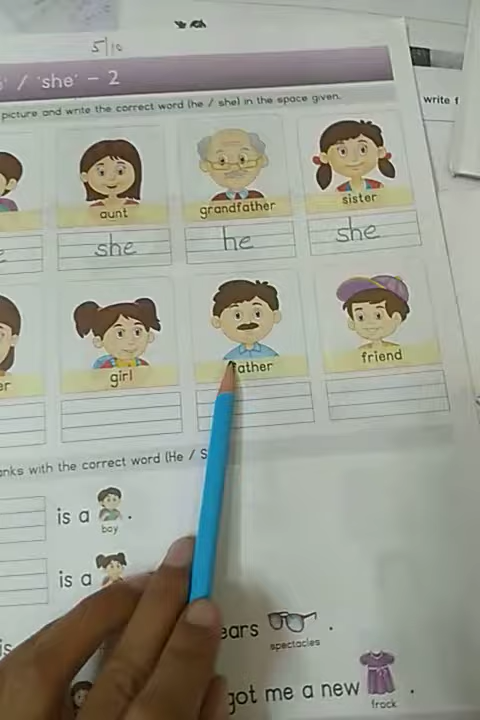 5/10
' / 'she' - 2
picture and write the correct word (he / she) in the space given.
write f
aunt grandfather sister
she he she
er girl father friend
nks with the correct word (He / S
is a
boy
is a
ears
spectacles
got me a new
frock